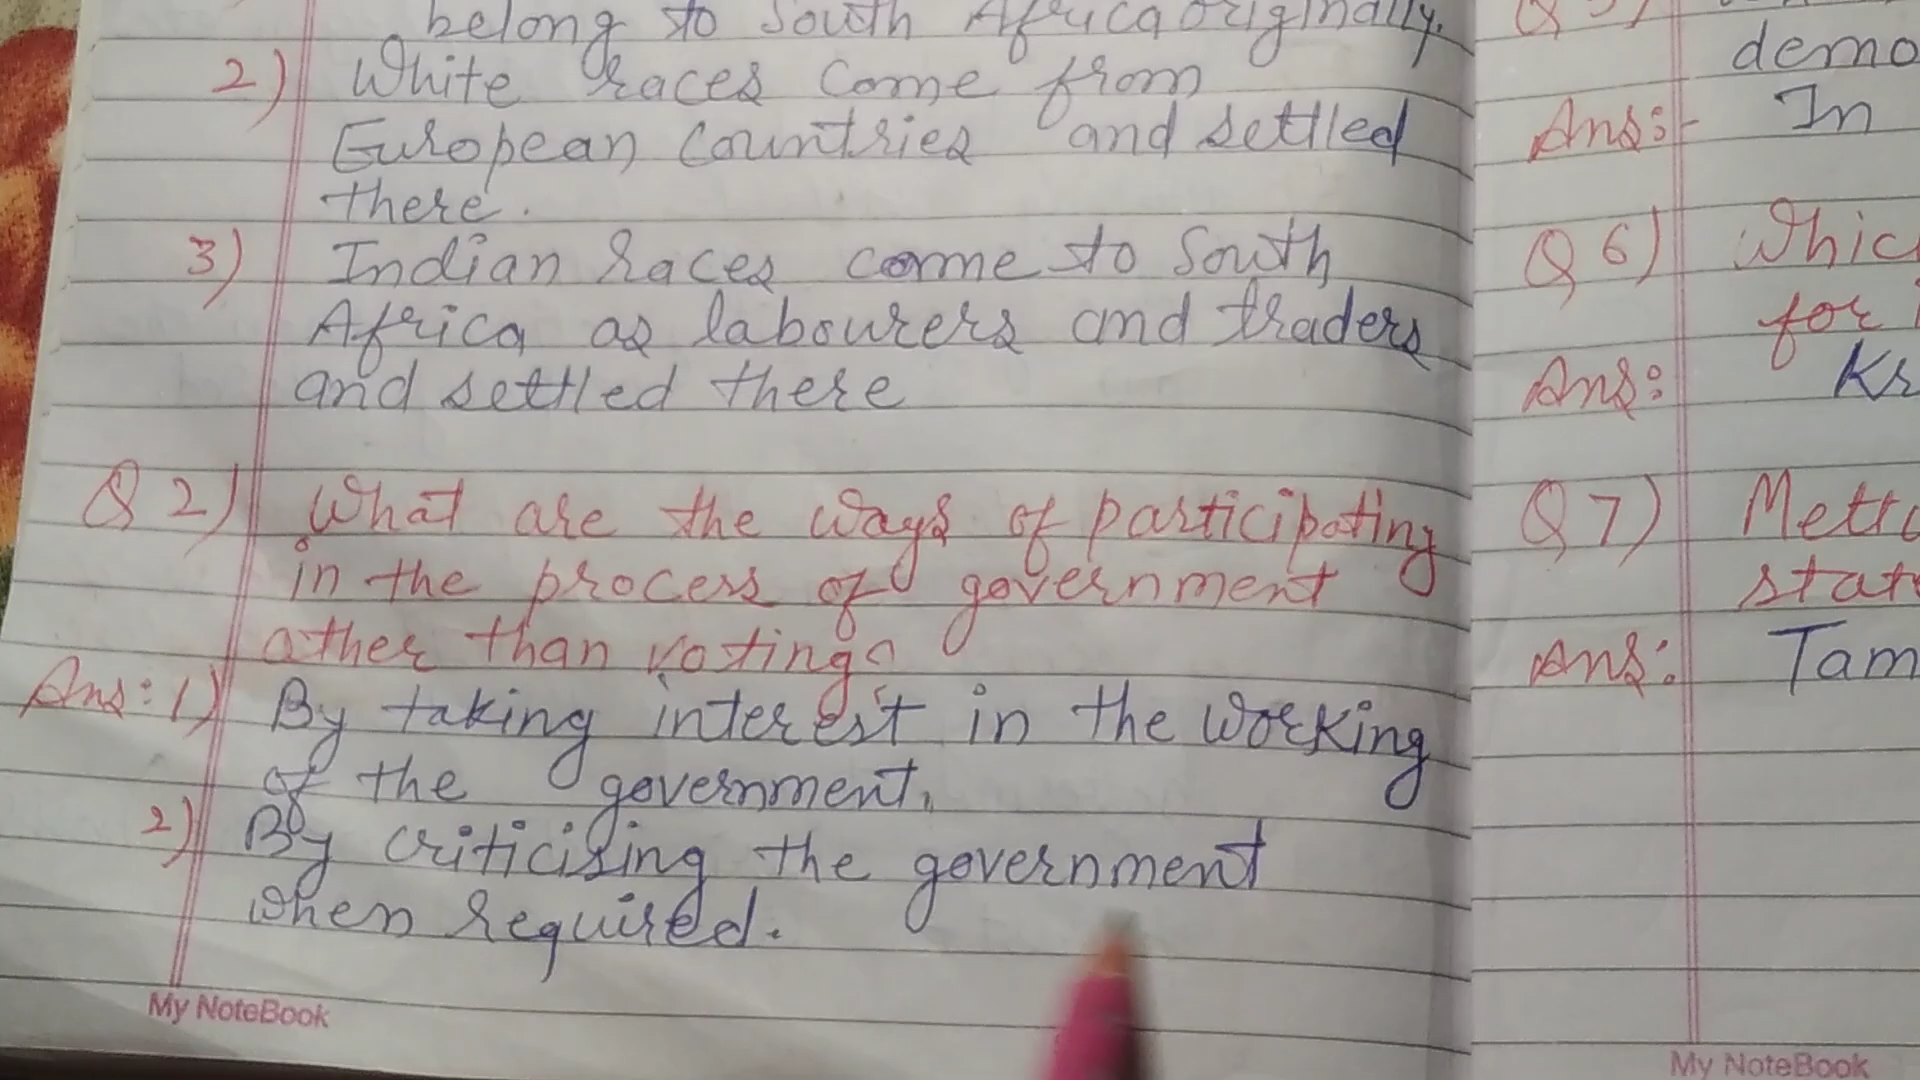 belong to South Africa originally.
2) White races come from
European countries and settled
there.
3) Indian races come to South
Africa as labourers and traders
and settled there
Q 2) What are the ways of participating
in the process of government
other than voting?
Ans: 1) By taking interest in the working
of the government.
2) By criticising the government
when required.
My NoteBook
demo
Ans:- In
Q 6) Which
for
Ans: Kr
Q 7)
Ans: Tam
My NoteBook